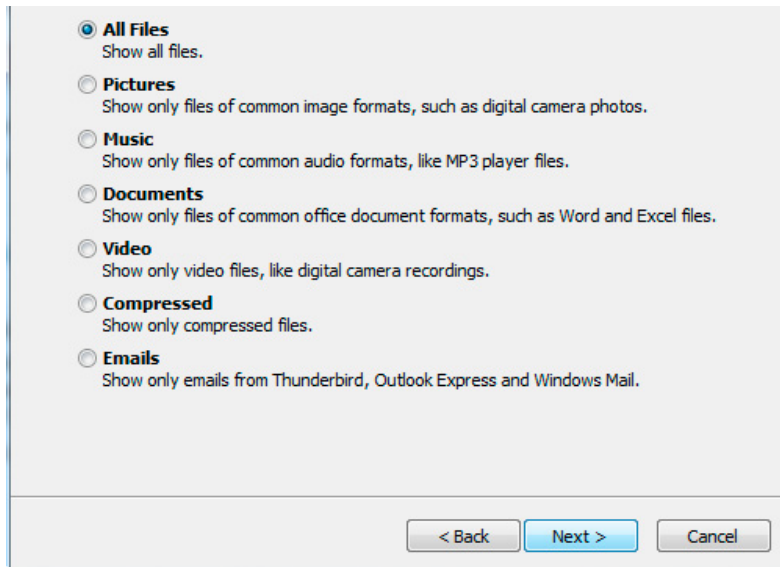 All Files
Show all files.
Pictures
Show only files of common image formats, such as digital camera photos.
Music
Show only files of common audio formats, like MP3 player files.
Documents
Show only files of common office document formats, such as Word and Excel files.
Video
Show only video files, like digital camera recordings.
Compressed
Show only compressed files.
Emails
Show only emails from Thunderbird, Outlook Express and Windows Mail.
< Back Next > Cancel